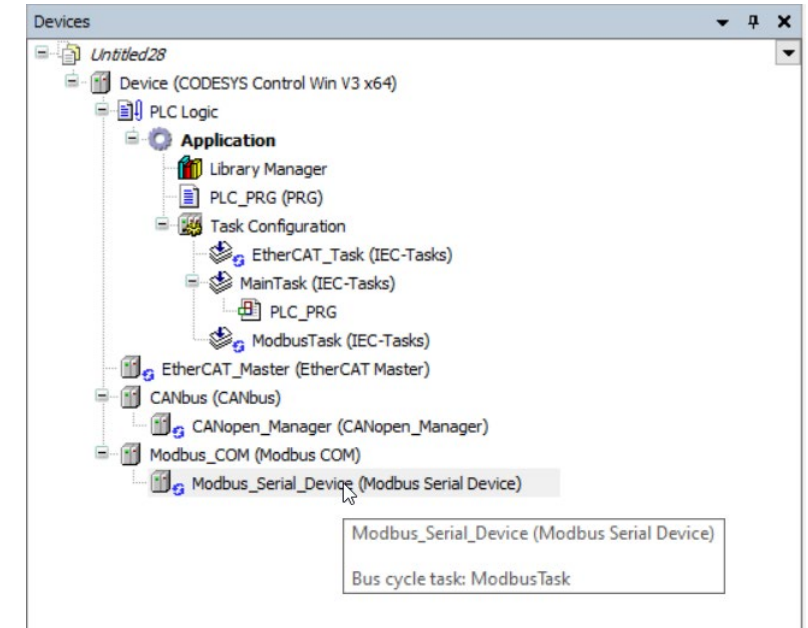 Devices
Untitled28
Device (CODESYS Control Win V3 x64)
PLC Logic
Application
Library Manager
PLC_PRG (PRG)
Task Configuration
EtherCAT_Task (IEC-Tasks)
MainTask (IEC-Tasks)
PLC_PRG
ModbusTask (IEC-Tasks)
EtherCAT_Master (EtherCAT Master)
CANbus (CANbus)
CANopen_Manager (CANopen_Manager)
Modbus_COM (Modbus COM)
Modbus_Serial_Device (Modbus Serial Device)
Modbus_Serial_Device (Modbus Serial Device)
Bus cycle task: ModbusTask